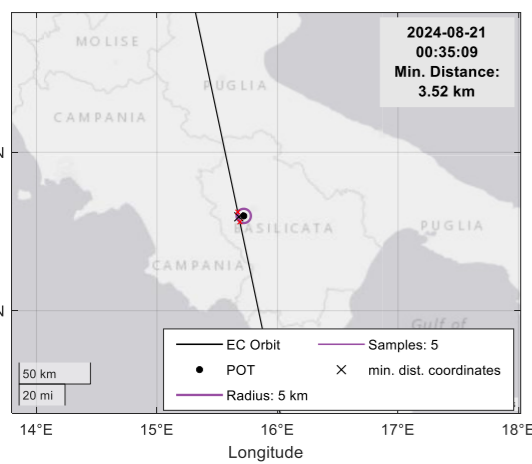 2024-08-21
00:35:09
Min. Distance:
3.52 km
MOLISE
PUGLIA
CAMPANIA
N
BASILICATA
PUGLIA
CAMPANIA
N
Gulf of
EC Orbit
Samples: 5
POT
min. dist. coordinates
Radius: 5 km
50 km
20 mi
14°E
15°E
16°E
17°E
18°E
Longitude